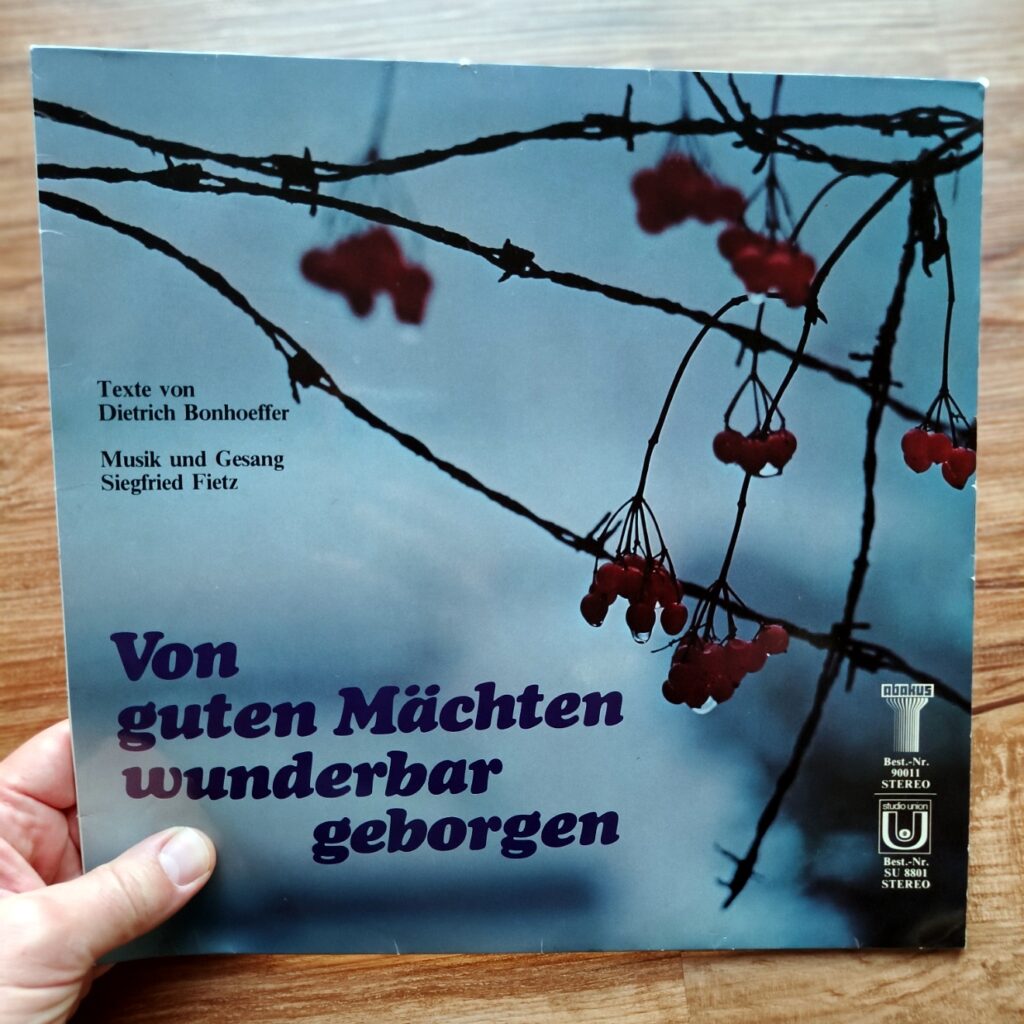 Texte von
Dietrich Bonhoeffer
Musik und Gesang
Siegfried Fietz
Von
guten Mächten
wunderbar
geborgen
abakus
Best.-Nr.
90011
STEREO
studio union
Best.-Nr.
SU 8801
STEREO